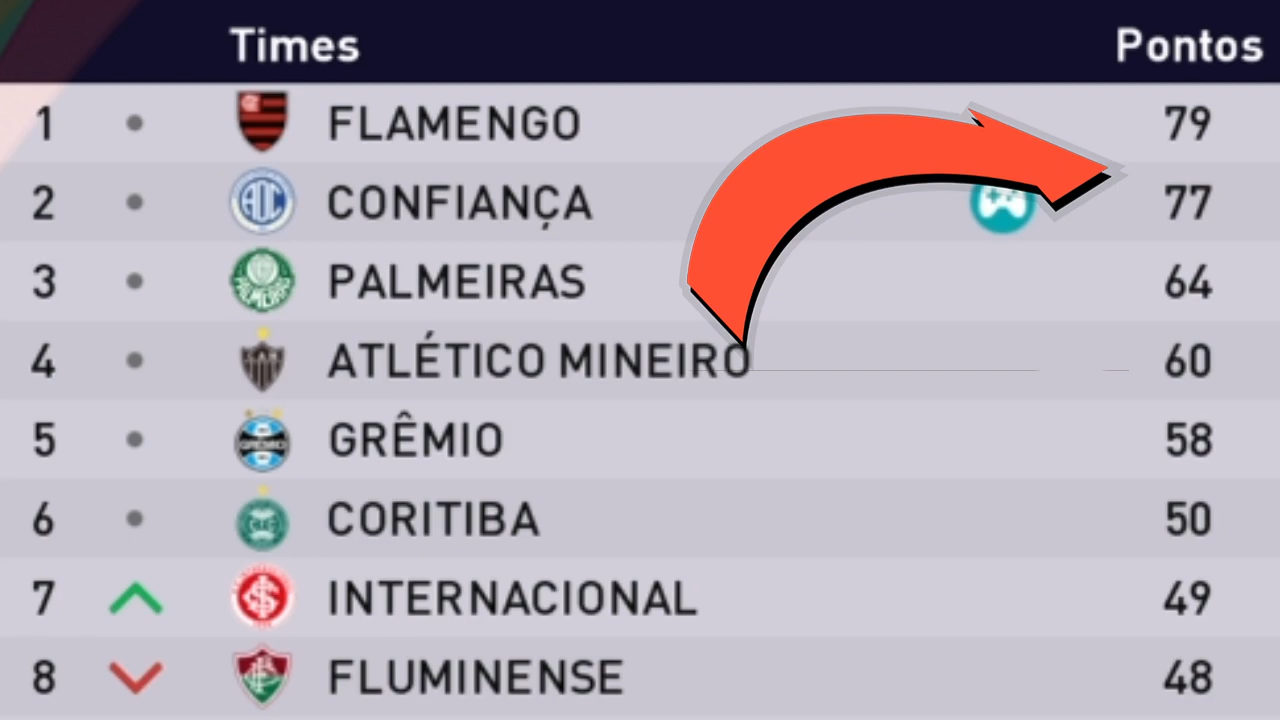 Times Pontos
1 FLAMENGO 79
2 CONFIANÇA 77
3 PALMEIRAS 64
4 ATLÉTICO MINEIRO 60
5 GRÊMIO 58
6 CORITIBA 50
7 INTERNACIONAL 49
8 FLUMINENSE 48